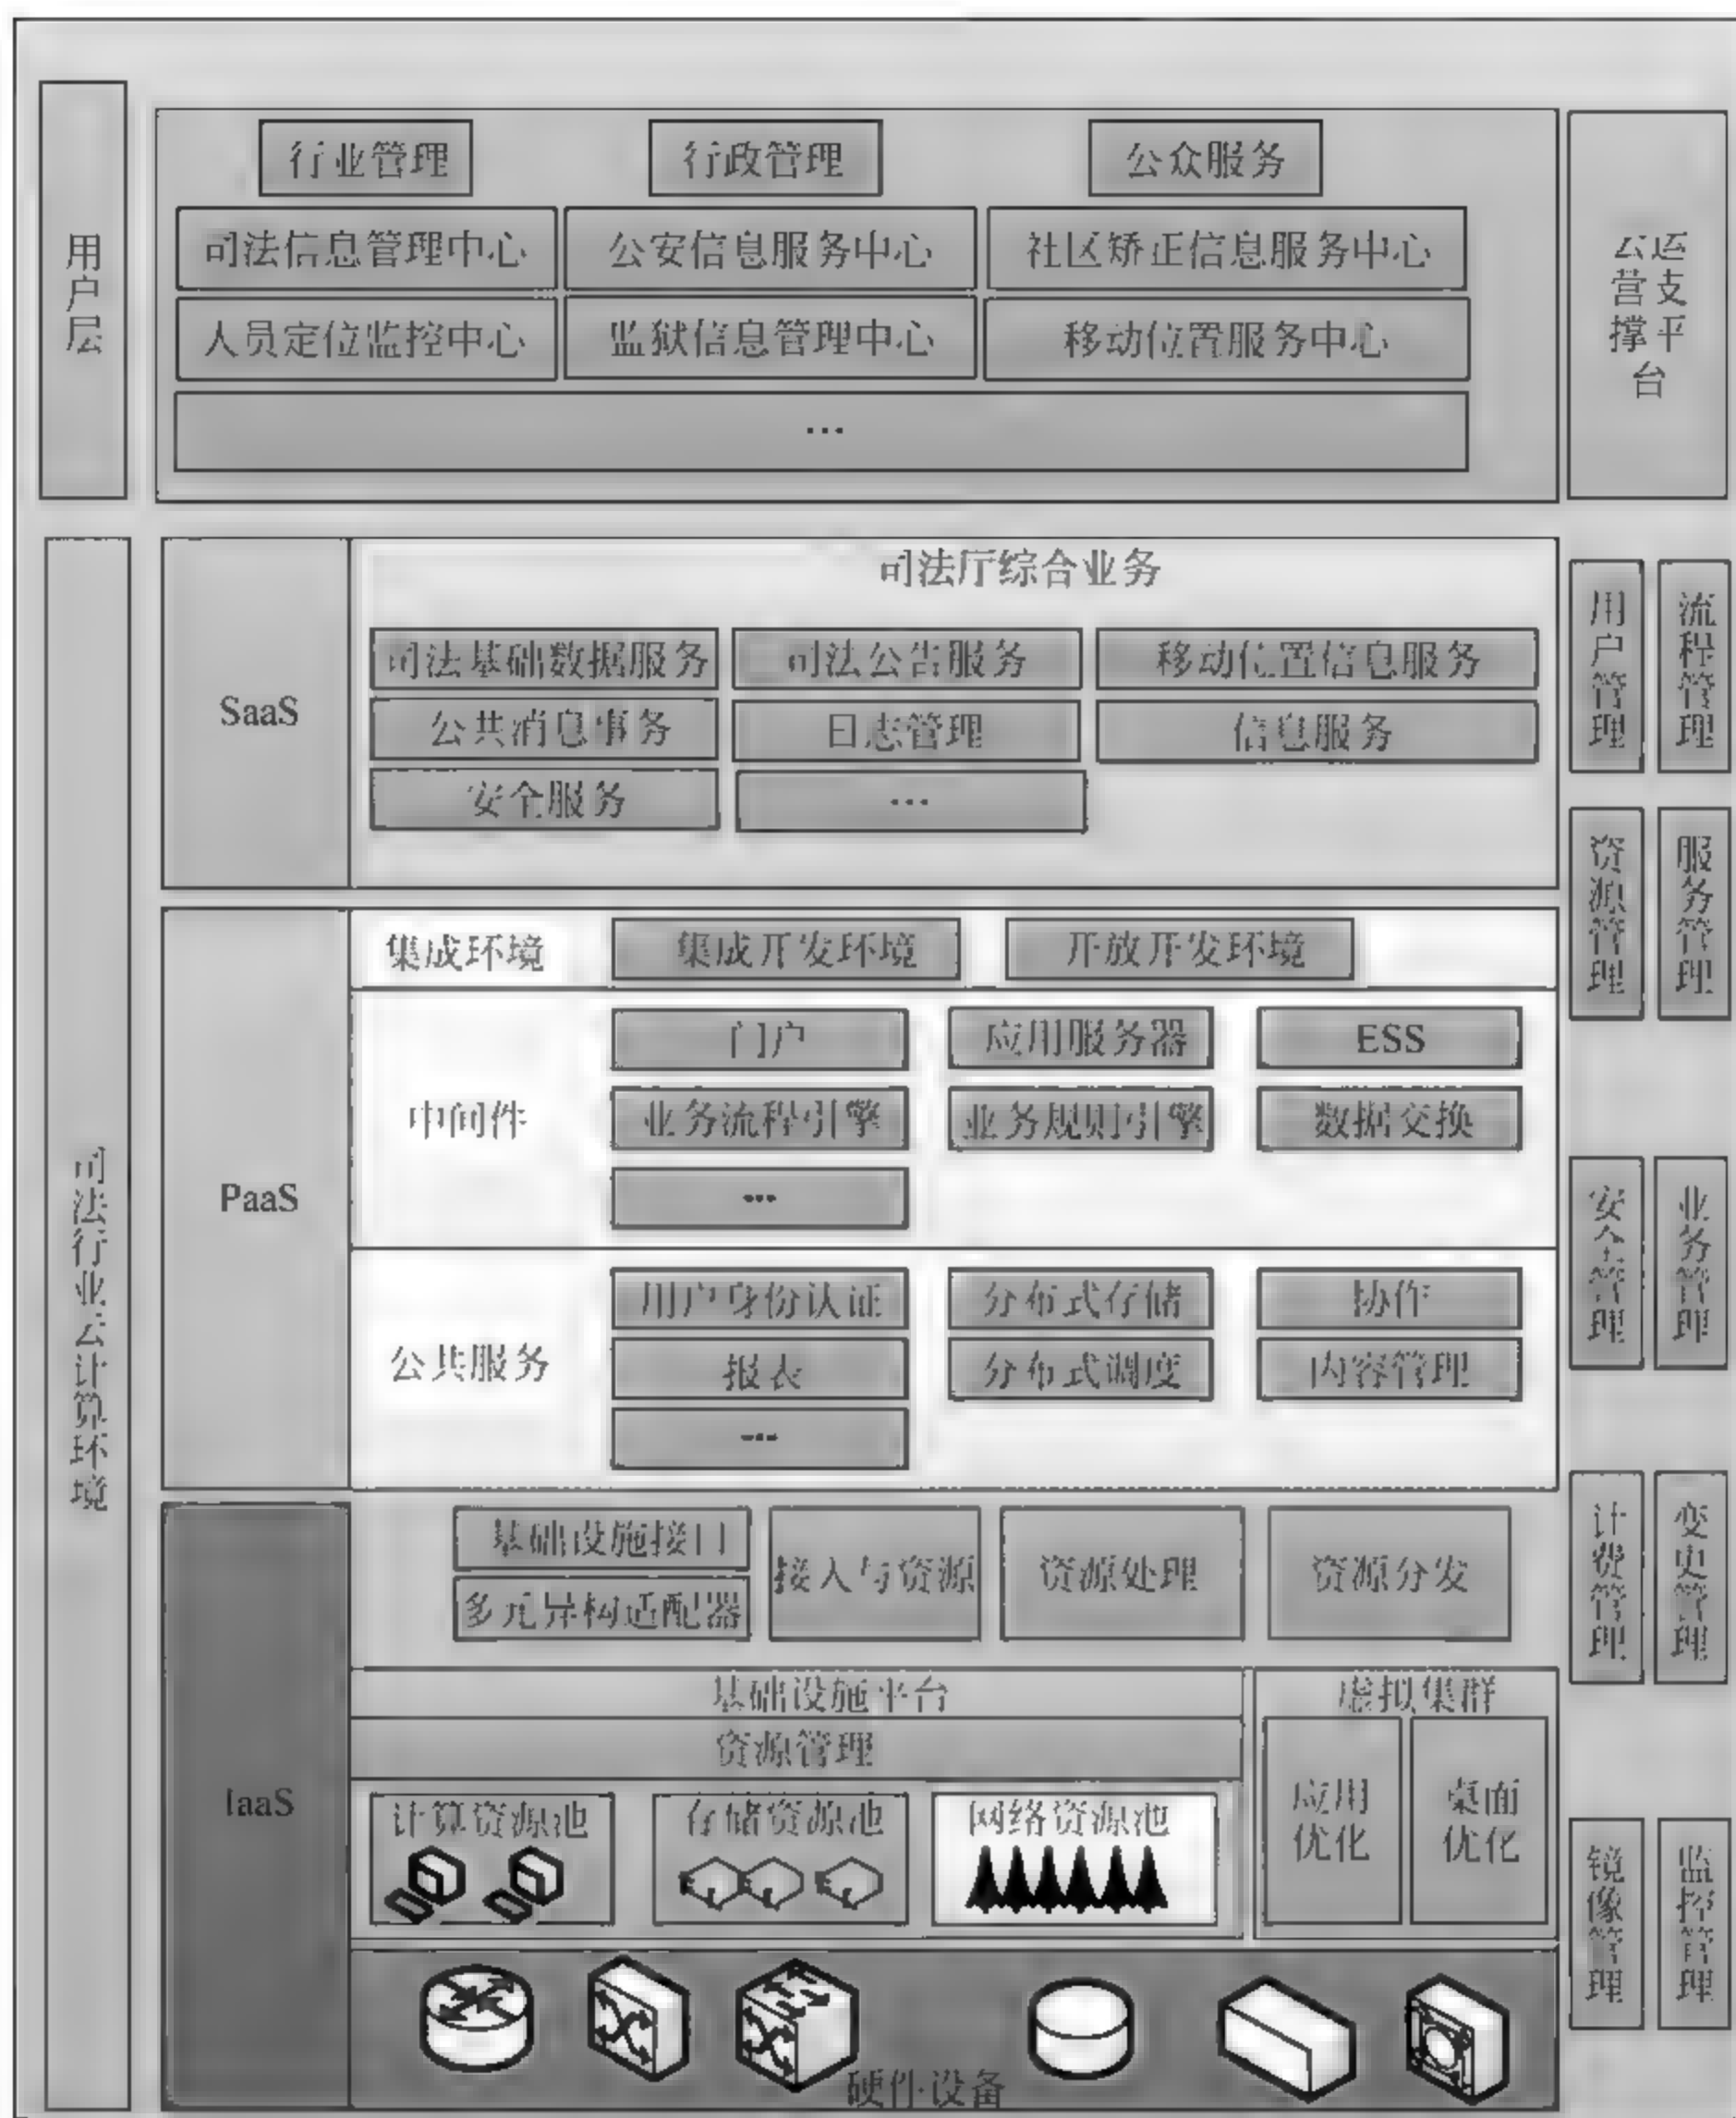 用户层
行业管理
行政管理
公众服务
司法信息管理中心
公安信息服务中心
社区矫正信息服务中心
人员定位监控中心
监狱信息管理中心
移动位置服务中心
…
云运
营支
撑平
台
司法行业云计算环境
SaaS
司法厅综合业务
司法基础数据服务
司法公告服务
移动位置信息服务
公共消息事务
日志管理
信息服务
安全服务
…
PaaS
集成环境
集成开发环境
开放开发环境
中间件
门户
应用服务器
ESS
业务流程引擎
业务规则引擎
数据交换
…
公共服务
用户身份认证
分布式存储
协作
报表
分布式调度
内容管理
…
IaaS
基础设施接口
多元异构适配器
接入与资源
资源处理
资源分发
基础设施平台
资源管理
计算资源池
存储资源池
网络资源池
虚拟集群
应用
优化
桌面
优化
硬件设备
用户管理
流程管理
资源管理
服务管理
安全管理
业务管理
计费管理
变更管理
镜像管理
监控管理